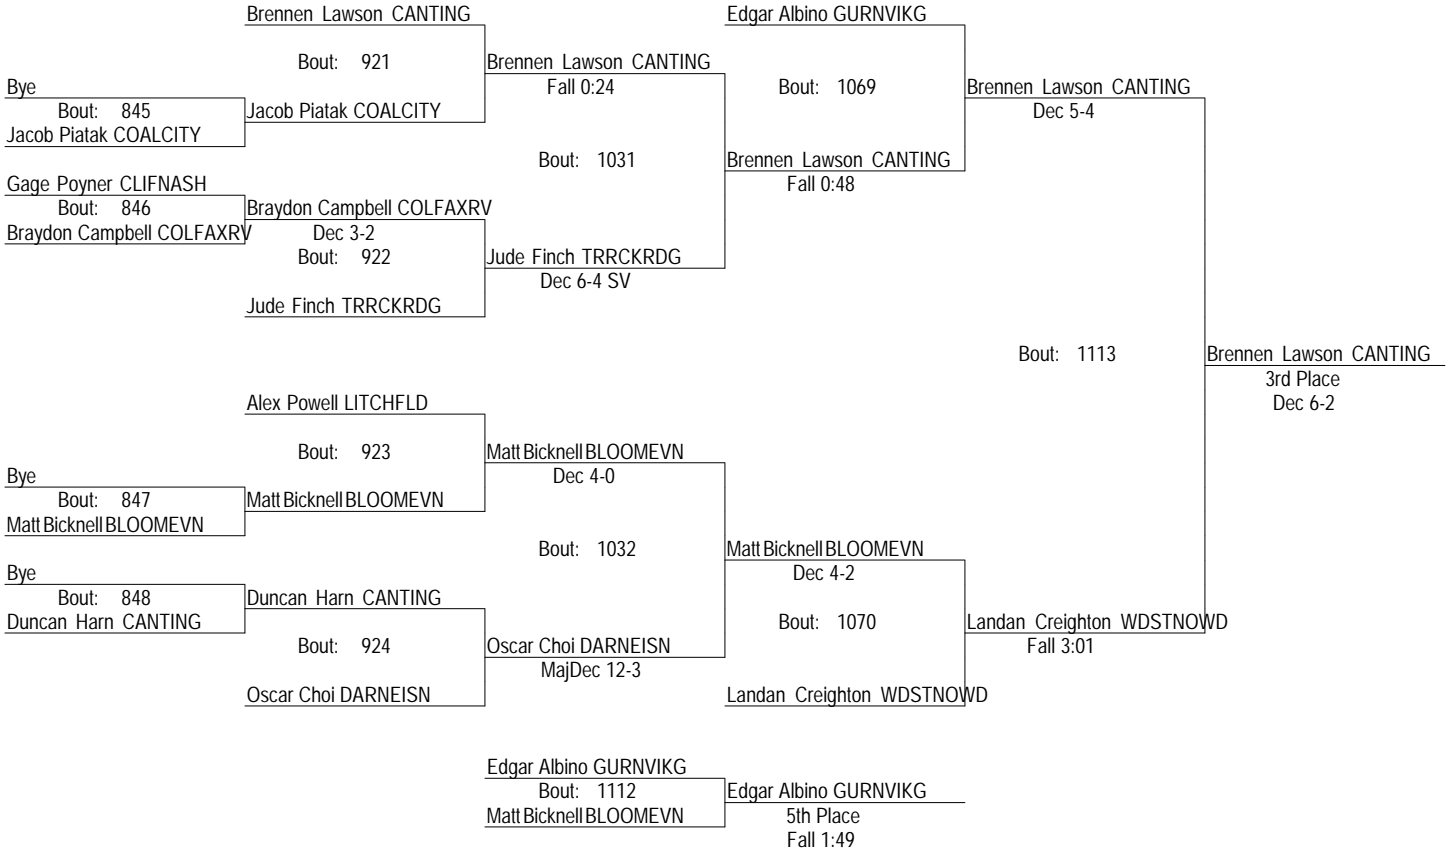 Brennen Lawson CANTING
Edgar Albino GURNVIKG
Bout: 921
Brennen Lawson CANTING
Fall 0:24
Bye
Bout: 845
Jacob Piatak COALCITY
Jacob Piatak COALCITY
Bout: 1069
Brennen Lawson CANTING
Dec 5-4
Bout: 1031
Brennen Lawson CANTING
Fall 0:48
Gage Poyner CLIFNASH
Bout: 846
Braydon Campbell COLFAXRV
Braydon Campbell COLFAXRV
Dec 3-2
Bout: 922
Jude Finch TRRCKRDG
Dec 6-4 SV
Jude Finch TRRCKRDG
Bout: 1113
Brennen Lawson CANTING
3rd Place
Dec 6-2
Alex Powell LITCHFLD
Bout: 923
Matt Bicknell BLOOMEVN
Dec 4-0
Bye
Bout: 847
Matt Bicknell BLOOMEVN
Matt Bicknell BLOOMEVN
Bout: 1032
Matt Bicknell BLOOMEVN
Dec 4-2
Bye
Bout: 848
Duncan Harn CANTING
Duncan Harn CANTING
Bout: 924
Oscar Choi DARNEISN
MajDec 12-3
Oscar Choi DARNEISN
Bout: 1070
Landan Creighton WDSTNOWD
Fall 3:01
Landan Creighton WDSTNOWD
Edgar Albino GURNVIKG
Bout: 1112
Matt Bicknell BLOOMEVN
Edgar Albino GURNVIKG
5th Place
Fall 1:49